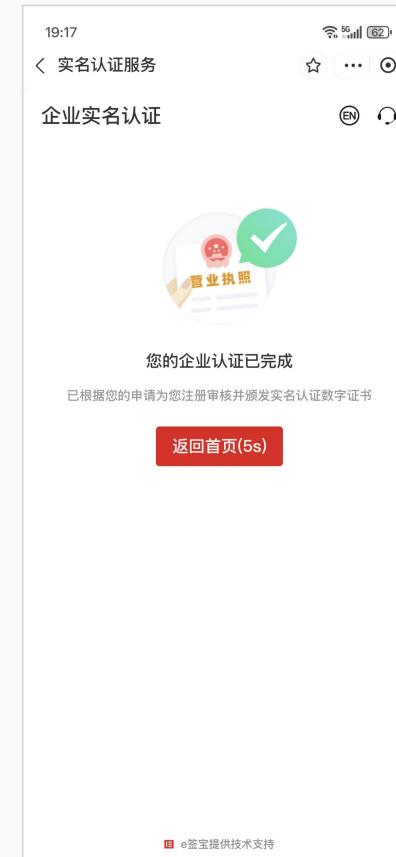 19:17
5G
62
实名认证服务
企业实名认证
EN
营业执照
您的企业认证已完成
已根据您的申请为您注册审核并颁发实名认证数字证书
返回首页(5s)
e签宝提供技术支持